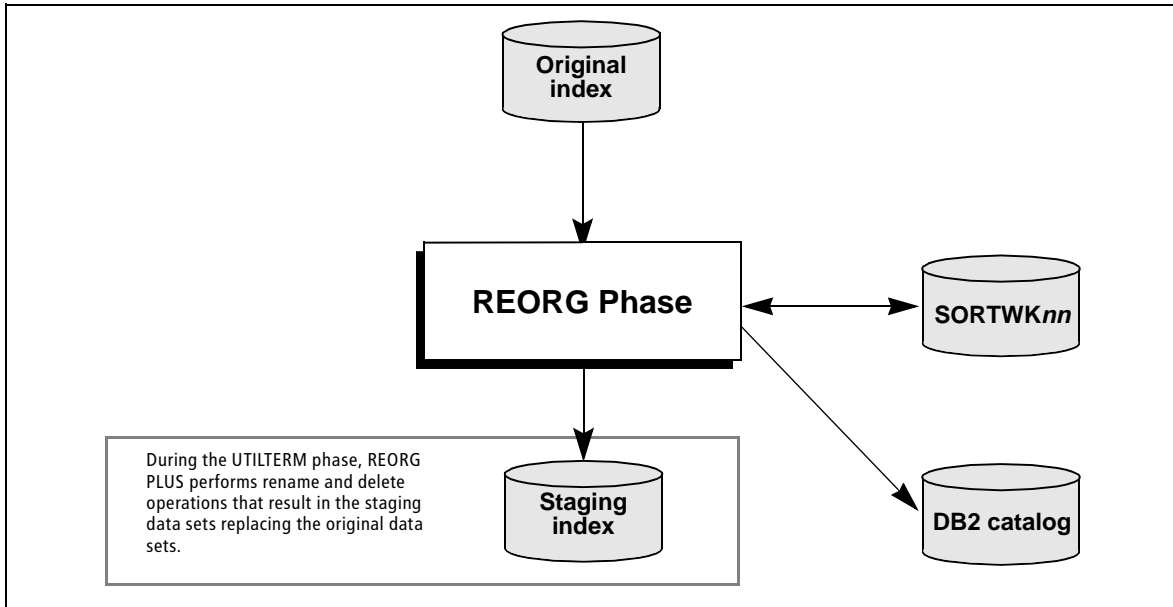 Original
index
REORG Phase
SORTWKnn
During the UTILTERM phase, REORG
PLUS performs rename and delete
operations that result in the staging
data sets replacing the original data
sets.
Staging
index
DB2 catalog